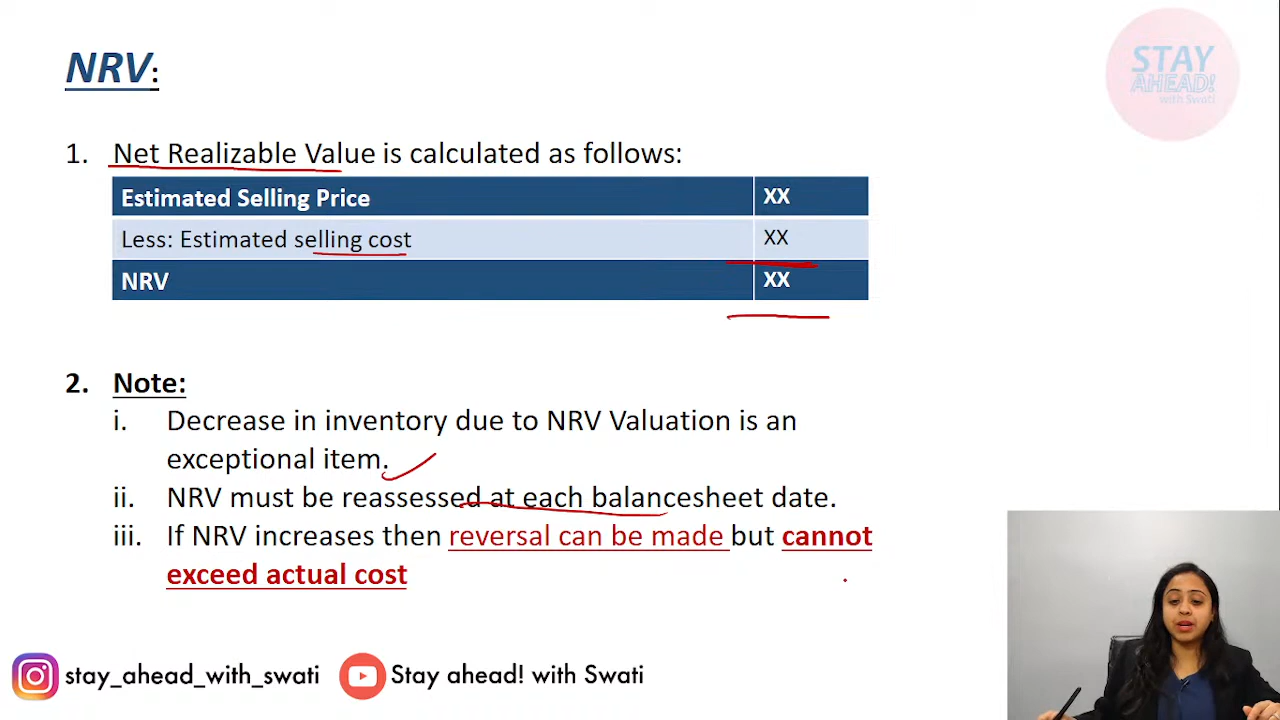 NRV:
STAY
AHEAD!
with Swati
1. Net Realizable Value is calculated as follows:
Estimated Selling Price XX
Less: Estimated selling cost XX
NRV XX
2. Note:
i. Decrease in inventory due to NRV Valuation is an
exceptional item.
ii. NRV must be reassessed at each balancesheet date.
iii. If NRV increases then reversal can be made but cannot
exceed actual cost
stay_ahead_with_swati Stay ahead! with Swati